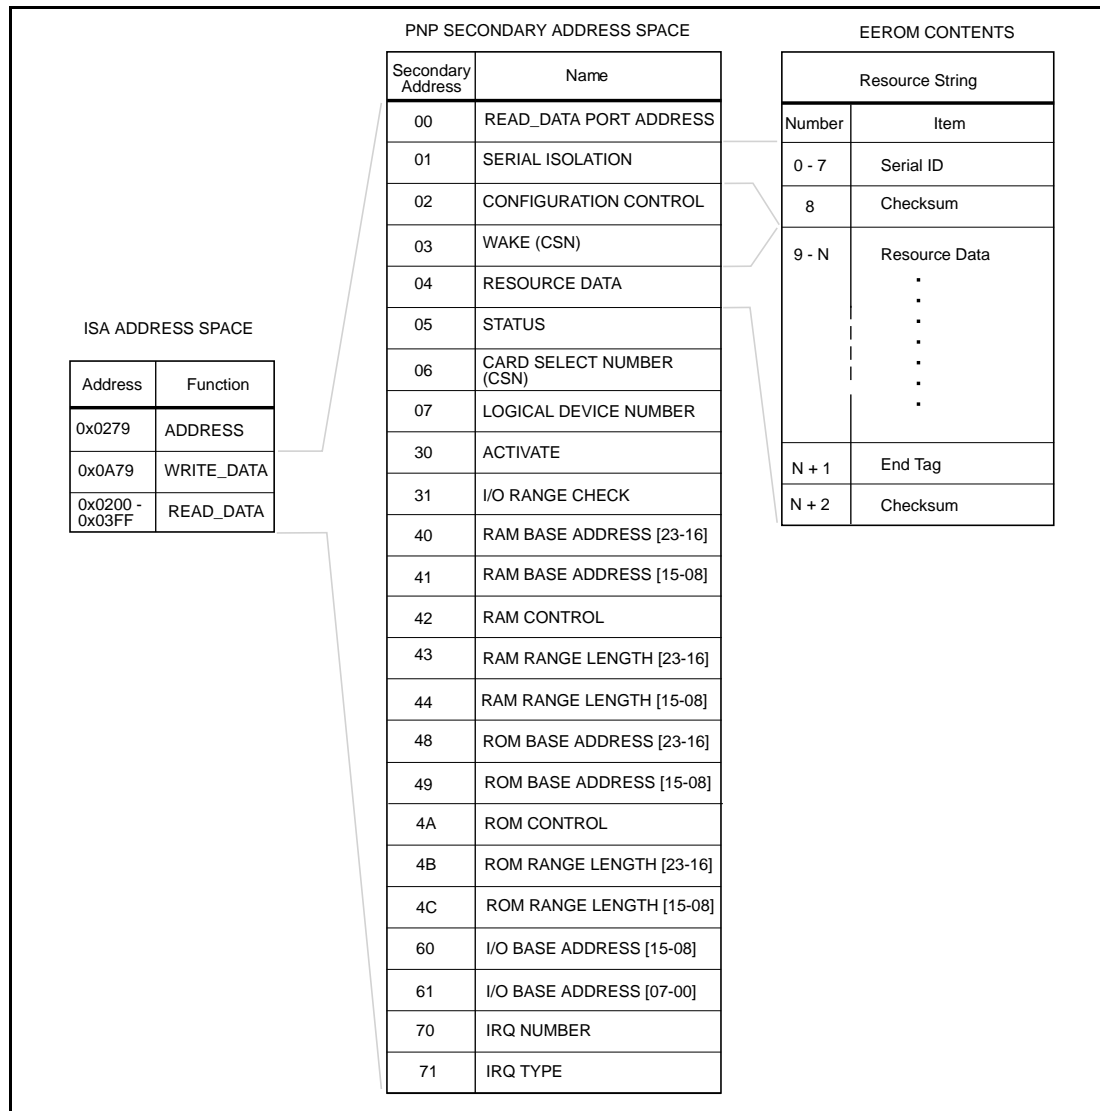 PNP SECONDARY ADDRESS SPACE
Secondary Address Name
00 READ_DATA PORT ADDRESS
01 SERIAL ISOLATION
02 CONFIGURATION CONTROL
03 WAKE (CSN)
04 RESOURCE DATA
05 STATUS
06 CARD SELECT NUMBER (CSN)
07 LOGICAL DEVICE NUMBER
30 ACTIVATE
31 I/O RANGE CHECK
40 RAM BASE ADDRESS [23-16]
41 RAM BASE ADDRESS [15-08]
42 RAM CONTROL
43 RAM RANGE LENGTH [23-16]
44 RAM RANGE LENGTH [15-08]
48 ROM BASE ADDRESS [23-16]
49 ROM BASE ADDRESS [15-08]
4A ROM CONTROL
4B ROM RANGE LENGTH [23-16]
4C ROM RANGE LENGTH [15-08]
60 I/O BASE ADDRESS [15-08]
61 I/O BASE ADDRESS [07-00]
70 IRQ NUMBER
71 IRQ TYPE
EEROM CONTENTS
Resource String
Number Item
0 - 7 Serial ID
8 Checksum
9 - N Resource Data
N + 1 End Tag
N + 2 Checksum
ISA ADDRESS SPACE
Address Function
0x0279 ADDRESS
0x0A79 WRITE_DATA
0x0200 - 0x03FF READ_DATA